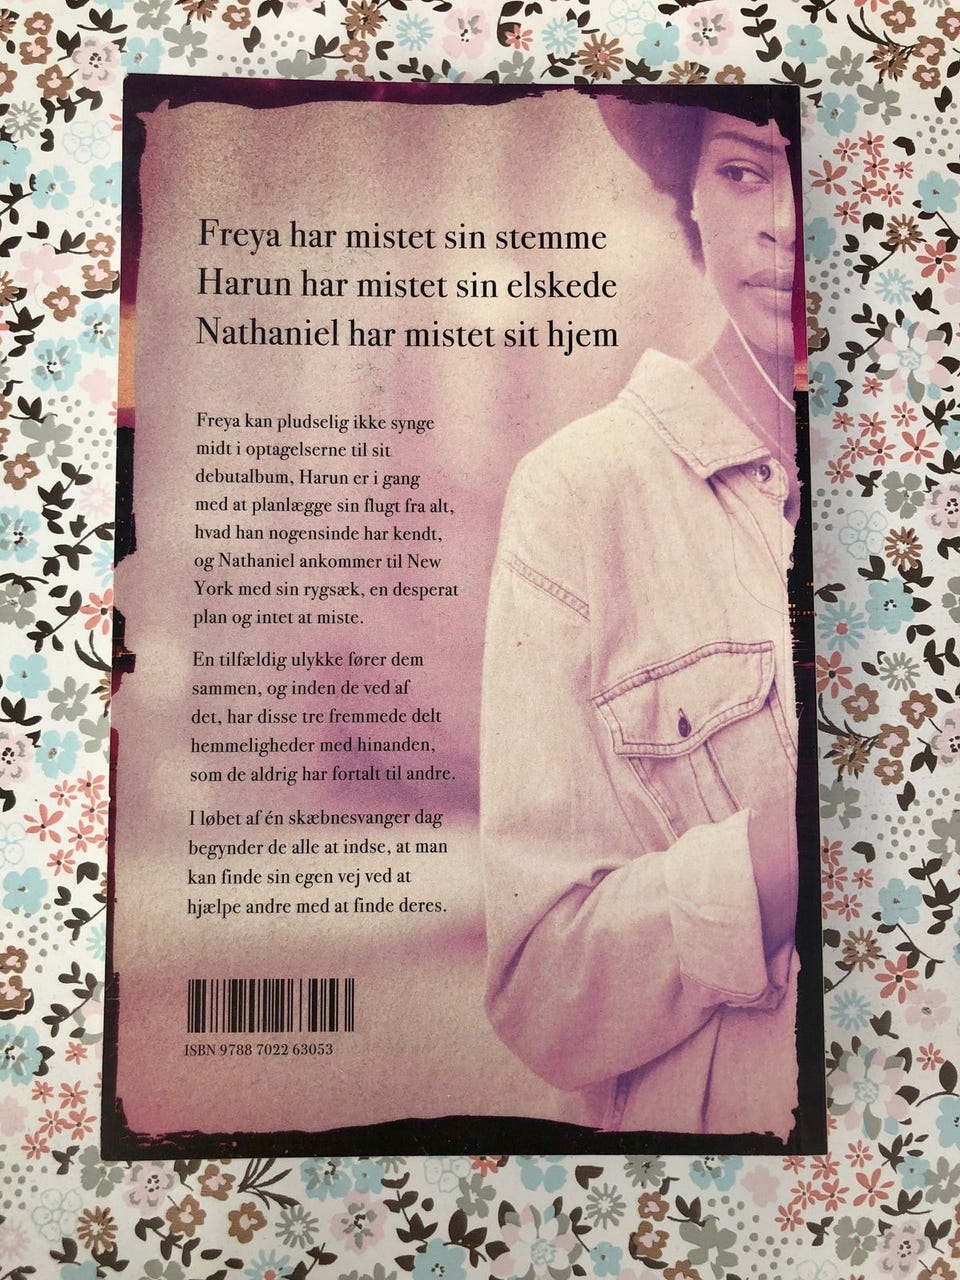 Freya har mistet sin stemme
Harun har mistet sin elskede
Nathaniel har mistet sit hjem
Freya kan pludselig ikke synge
midt i optagelserne til sit
debutalbum, Harun er i gang
med at planlægge sin flugt fra alt,
hvad han nogensinde har kendt,
og Nathaniel ankommer til New
York med sin rygsæk, en desperat
plan og intet at miste.
En tilfældig ulykke fører dem
sammen, og inden de ved af
det, har disse tre fremmede delt
hemmeligheder med hinanden,
som de aldrig har fortalt til andre.
I løbet af én skæbnesvanger dag
begynder de alle at indse, at man
kan finde sin egen vej ved at
hjælpe andre med at finde deres.
ISBN 9788 7022 63053